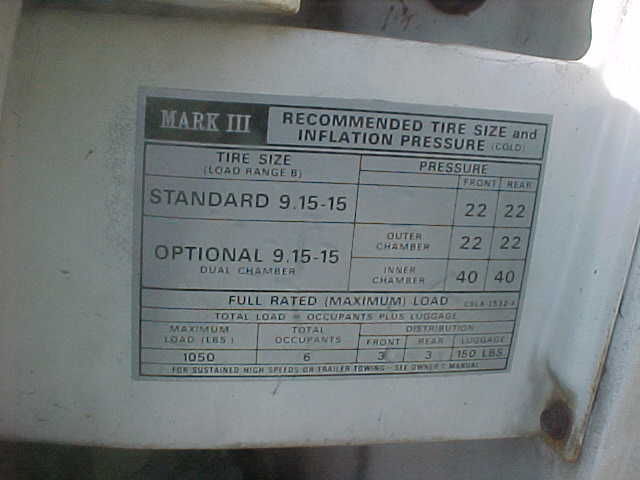 MARK III
RECOMMENDED TIRE SIZE and
INFLATION PRESSURE (COLD)
TIRE SIZE
(LOAD RANGE B)
PRESSURE
FRONT REAR
STANDARD 9.15-15
22 22
OPTIONAL 9.15-15
DUAL CHAMBER
OUTER
CHAMBER
22 22
INNER
CHAMBER
40 40
FULL RATED (MAXIMUM) LOAD
TOTAL LOAD = OCCUPANTS PLUS LUGGAGE
MAXIMUM
LOAD (LBS)
TOTAL
OCCUPANTS
DISTRIBUTION
FRONT REAR LUGGAGE
1050 6 3 3 150 LBS
FOR SUSTAINED HIGH SPEEDS OR TRAILER TOWING - SEE OWNER'S MANUAL